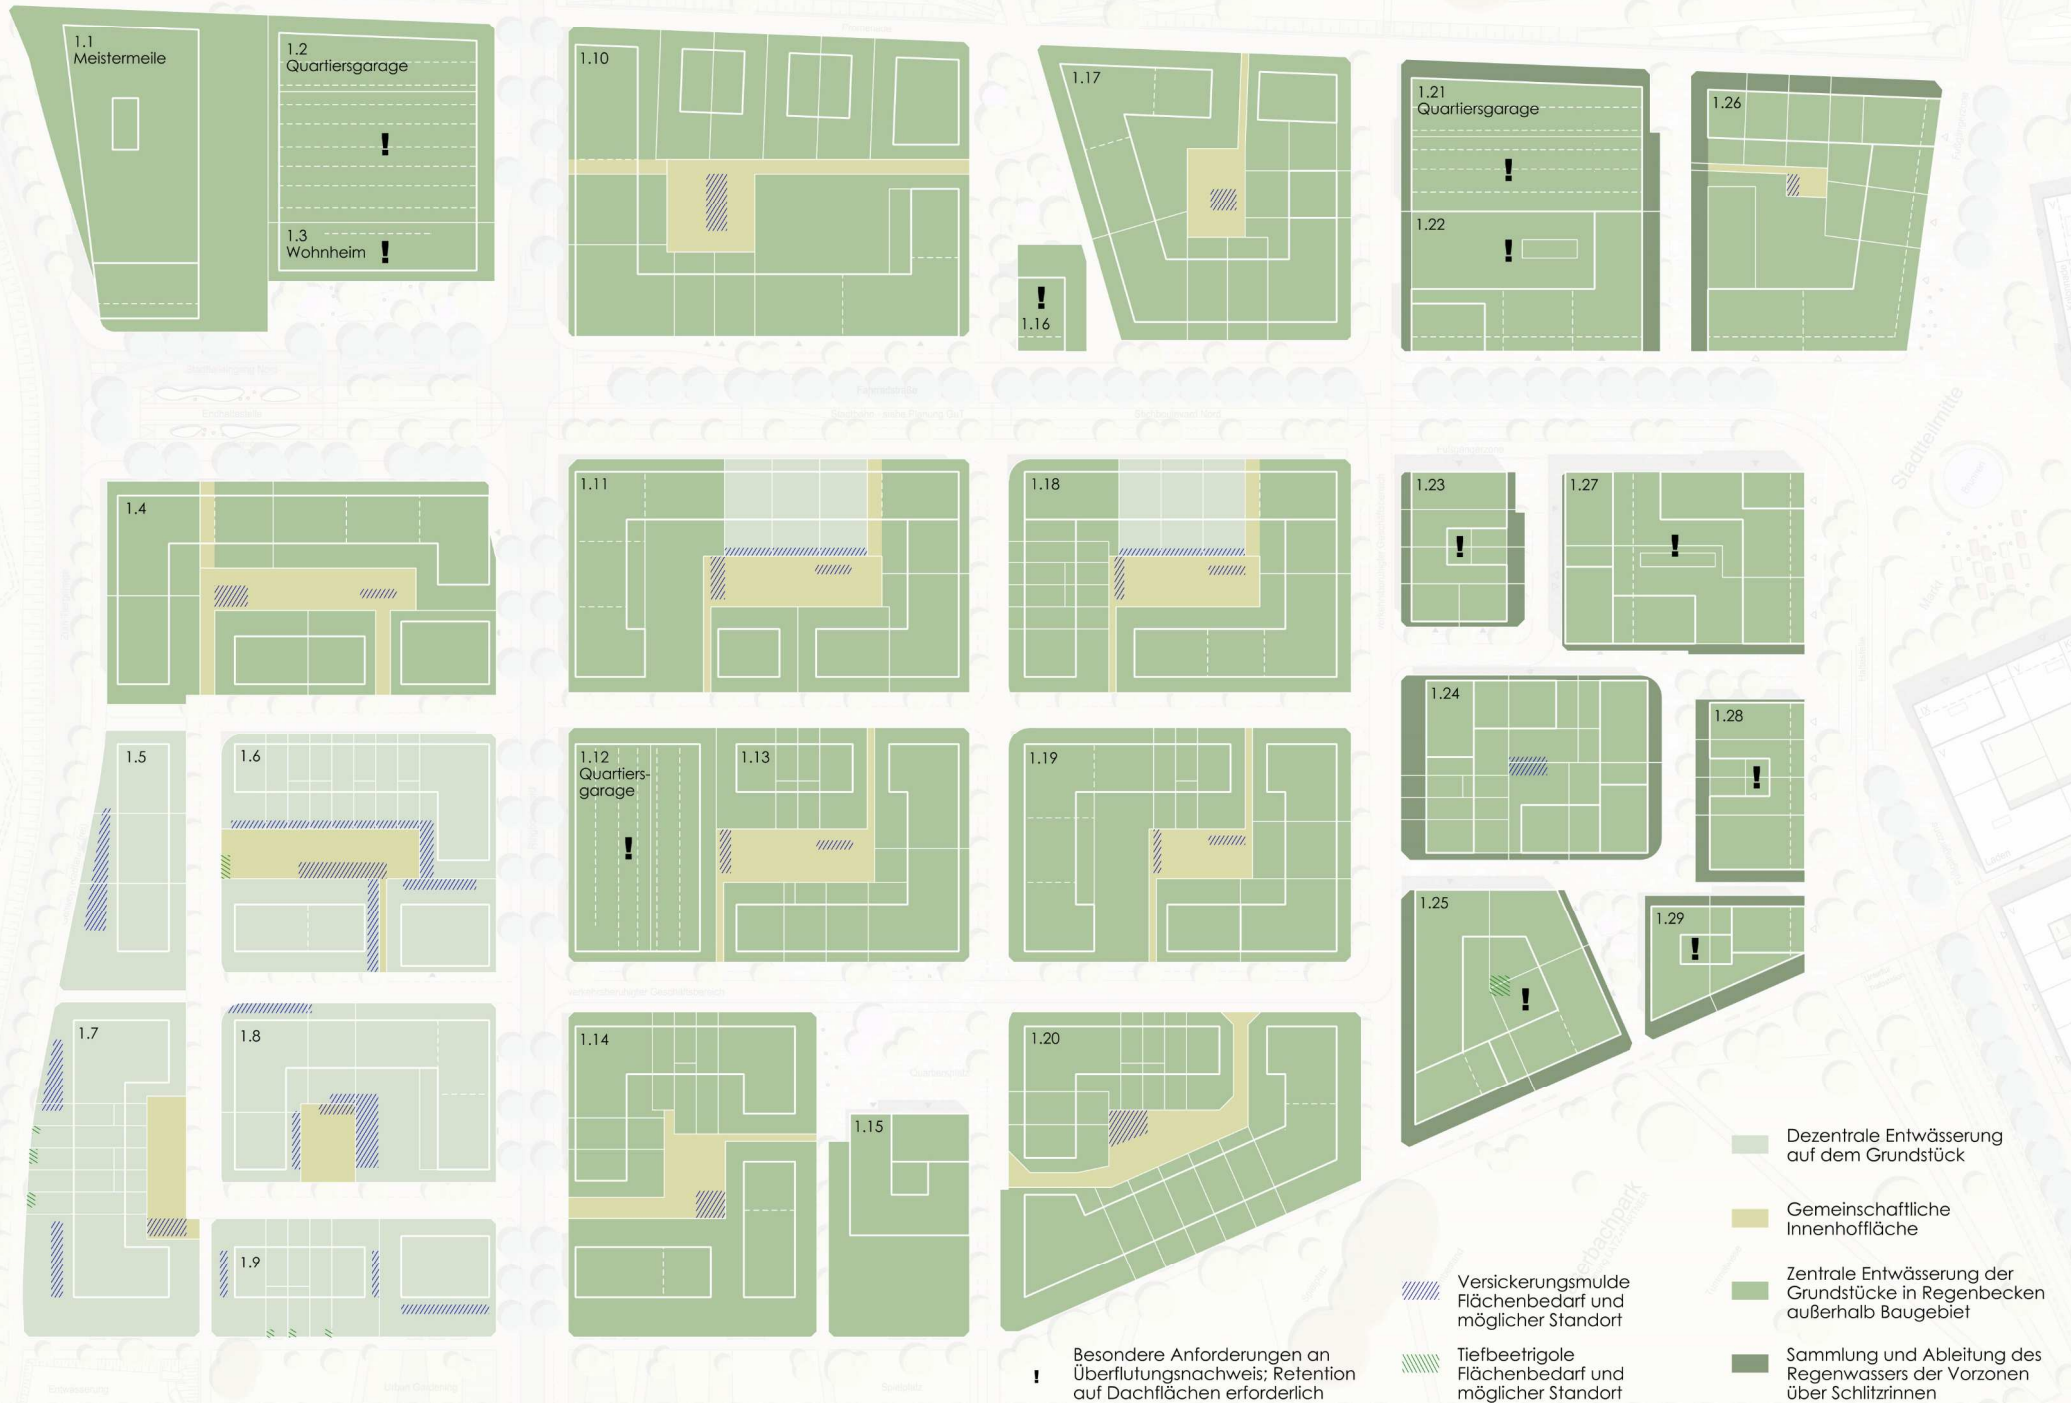 1.1
Meistermeile
1.2
Quartiersgarage
1.3
Wohnheim
!
!
1.10
1.17
!
1.16
1.21
Quartiersgarage
!
1.22
!
1.26
1.4
1.11
1.18
1.23
!
1.27
!
Stadtteilmitte
Markt
1.5
1.6
1.12
Quartiers-
garage
!
1.13
1.19
1.24
1.28
!
1.25
!
1.29
!
1.7
1.8
1.14
1.15
1.20
1.9
Dezentrale Entwässerung
auf dem Grundstück
Gemeinschaftliche
Innenhoffläche
Zentrale Entwässerung der
Grundstücke in Regenbecken
außerhalb Baugebiet
Sammlung und Ableitung des
Regenwassers der Vorzonen
über Schlitzrinnen
Versickerungsmulde
Flächenbedarf und
möglicher Standort
Tiefbeetrigole
Flächenbedarf und
möglicher Standort
!
Besondere Anforderungen an
Überflutungsnachweis; Retention
auf Dachflächen erforderlich